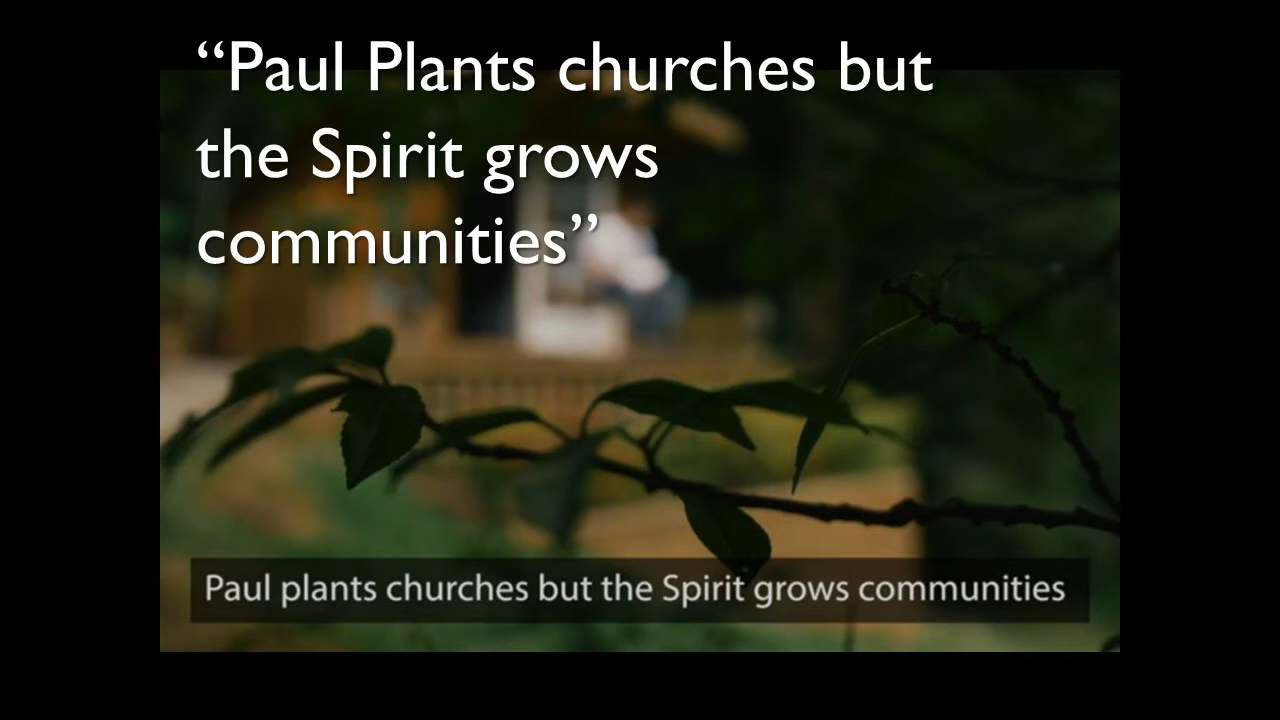 “Paul Plants churches but
the Spirit grows
communities”
Paul plants churches but the Spirit grows communities